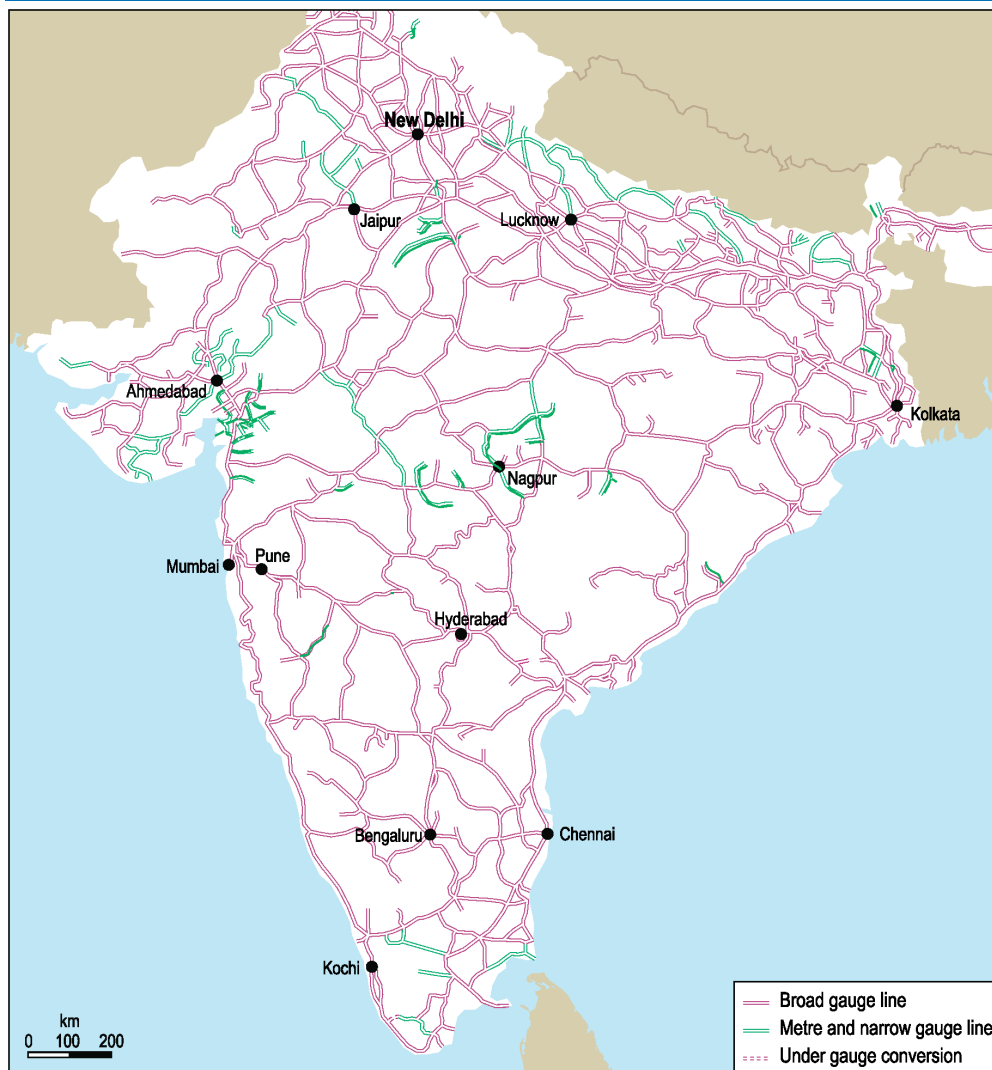 New Delhi
Jaipur
Lucknow
Ahmedabad
Kolkata
Nagpur
Mumbai
Pune
Hyderabad
Bengaluru
Chennai
Kochi
km
0 100 200
Broad gauge line
Metre and narrow gauge line
Under gauge conversion